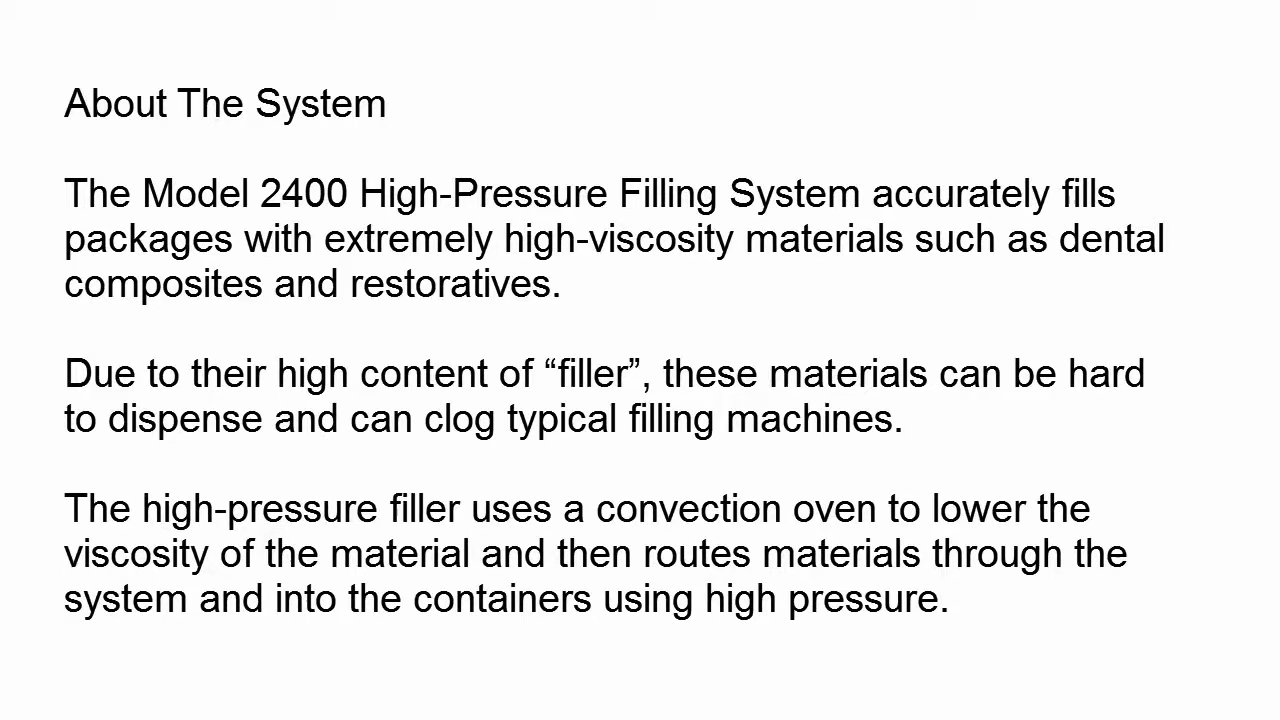 About The System
The Model 2400 High-Pressure Filling System accurately fills
packages with extremely high-viscosity materials such as dental
composites and restoratives.
Due to their high content of “filler”, these materials can be hard
to dispense and can clog typical filling machines.
The high-pressure filler uses a convection oven to lower the
viscosity of the material and then routes materials through the
system and into the containers using high pressure.